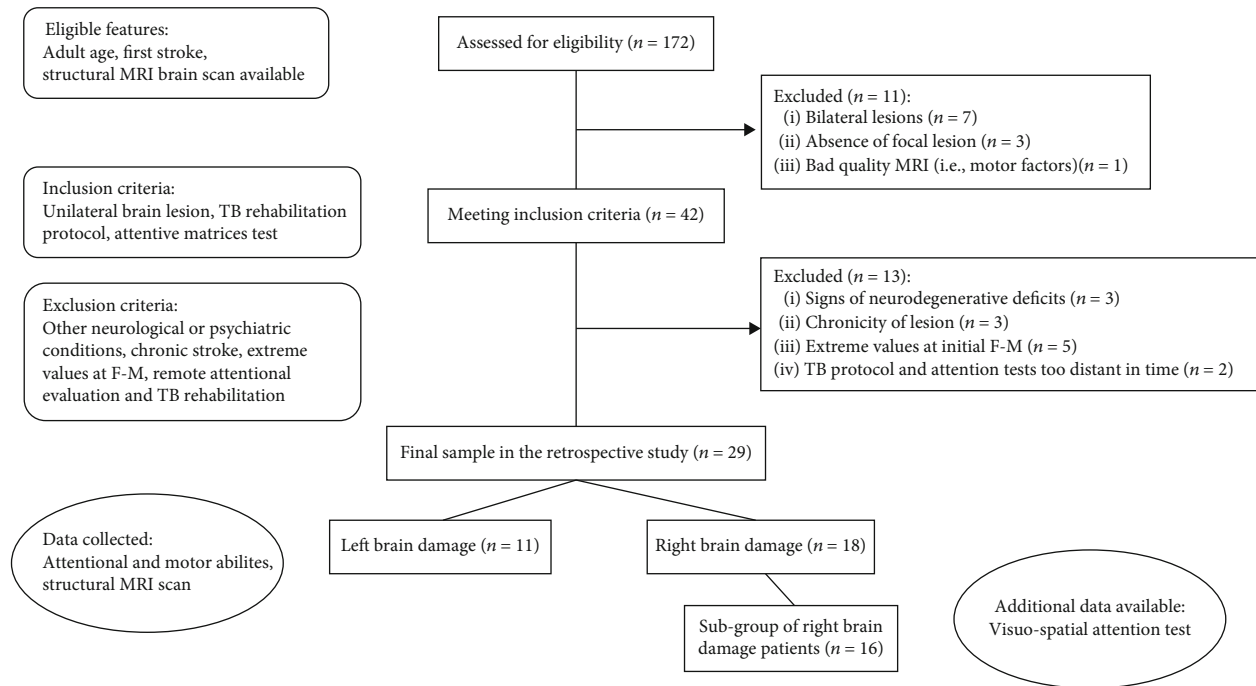 Eligible features:
Adult age, first stroke,
structural MRI brain scan available
Assessed for eligibility (n = 172)
Excluded (n = 11):
(i) Bilateral lesions (n = 7)
(ii) Absence of focal lesion (n = 3)
(iii) Bad quality MRI (i.e., motor factors)(n = 1)
Inclusion criteria:
Unilateral brain lesion, TB rehabilitation
protocol, attentive matrices test
Meeting inclusion criteria (n = 42)
Exclusion criteria:
Other neurological or psychiatric
conditions, chronic stroke, extreme
values at F-M, remote attentional
evaluation and TB rehabilitation
Excluded (n = 13):
(i) Signs of neurodegenerative deficits (n = 3)
(ii) Chronicity of lesion (n = 3)
(iii) Extreme values at initial F-M (n = 5)
(iv) TB protocol and attention tests too distant in time (n = 2)
Final sample in the retrospective study (n = 29)
Data collected:
Attentional and motor abilites,
structural MRI scan
Left brain damage (n = 11)
Right brain damage (n = 18)
Sub-group of right brain
damage patients (n = 16)
Additional data available:
Visuo-spatial attention test